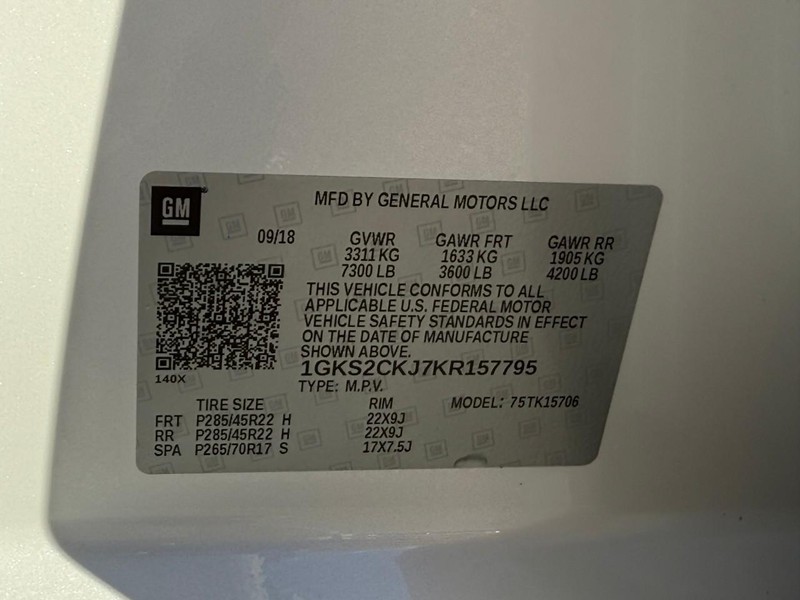 GM
MFD BY GENERAL MOTORS LLC
09/18 GVWR GAWR FRT GAWR RR
3311 KG 1633 KG 1905 KG
7300 LB 3600 LB 4200 LB
THIS VEHICLE CONFORMS TO ALL
APPLICABLE U.S. FEDERAL MOTOR
VEHICLE SAFETY STANDARDS IN EFFECT
ON THE DATE OF MANUFACTURE
SHOWN ABOVE.
1GKS2CKJ7KR157795
140X
TYPE: M.P.V.
TIRE SIZE RIM MODEL: 75TK15706
FRT P285/45R22 H 22X9J
RR P285/45R22 H 22X9J
SPA P265/70R17 S 17X7.5J